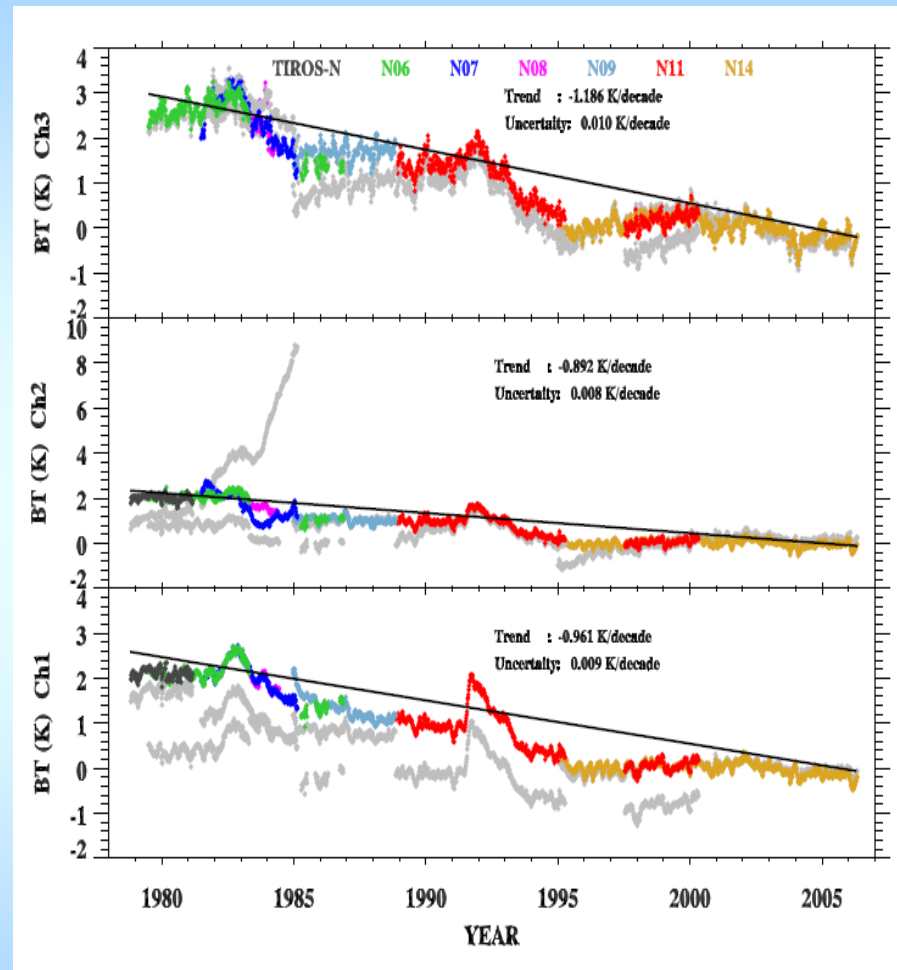 TIROS-N N06 N07 N08 N09 N11 N14
Trend : -1.186 K/decade
Uncertaity: 0.010 K/decade
BT (K) Ch3
4
3
2
1
0
-1
-2
Trend : -0.892 K/decade
Uncertaity: 0.008 K/decade
BT (K) Ch2
10
8
6
4
2
0
-2
Trend : -0.961 K/decade
Uncertaity: 0.009 K/decade
BT (K) Ch1
4
3
2
1
0
-1
-2
1980 1985 1990 1995 2000 2005
YEAR